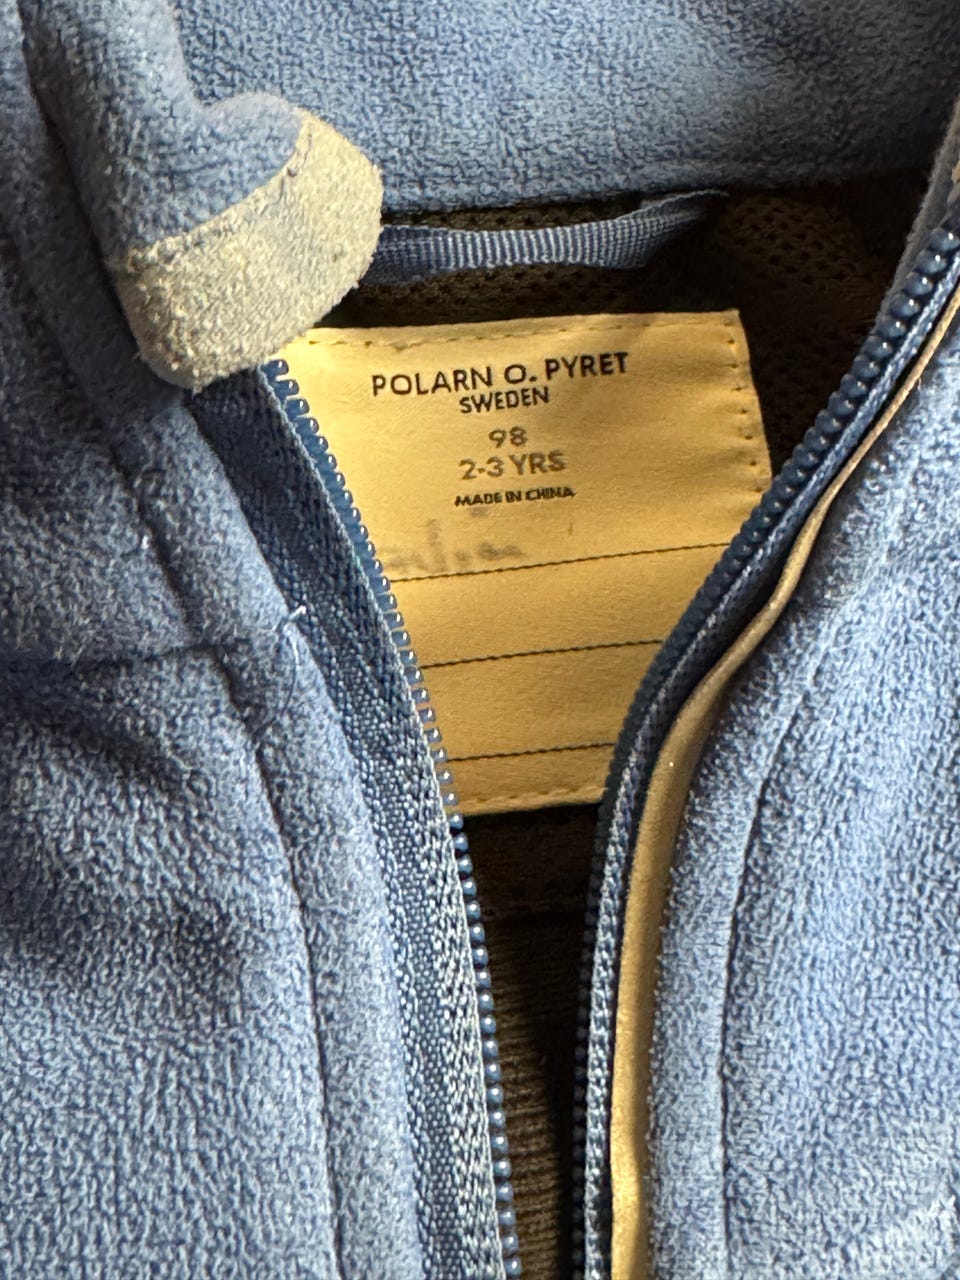 POLARN O. PYRET
SWEDEN
98
2-3 YRS
MADE IN CHINA